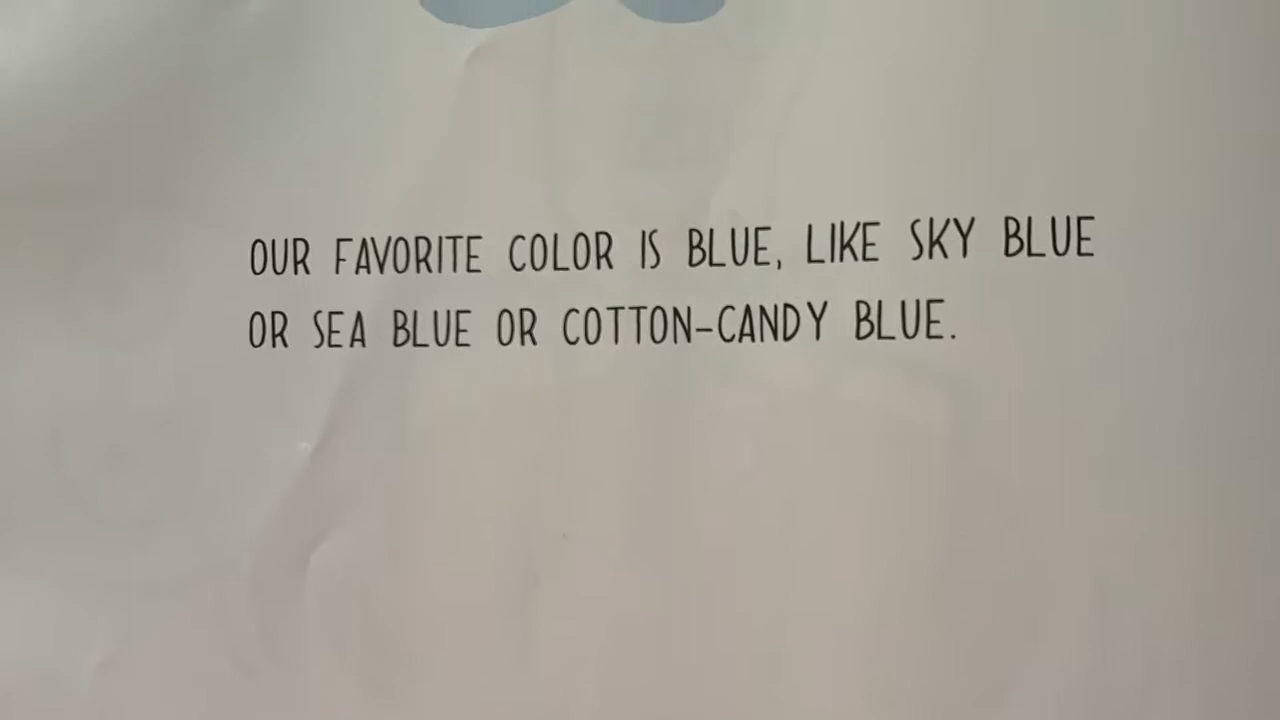 OUR FAVORITE COLOR IS BLUE, LIKE SKY BLUE
OR SEA BLUE OR COTTON-CANDY BLUE.